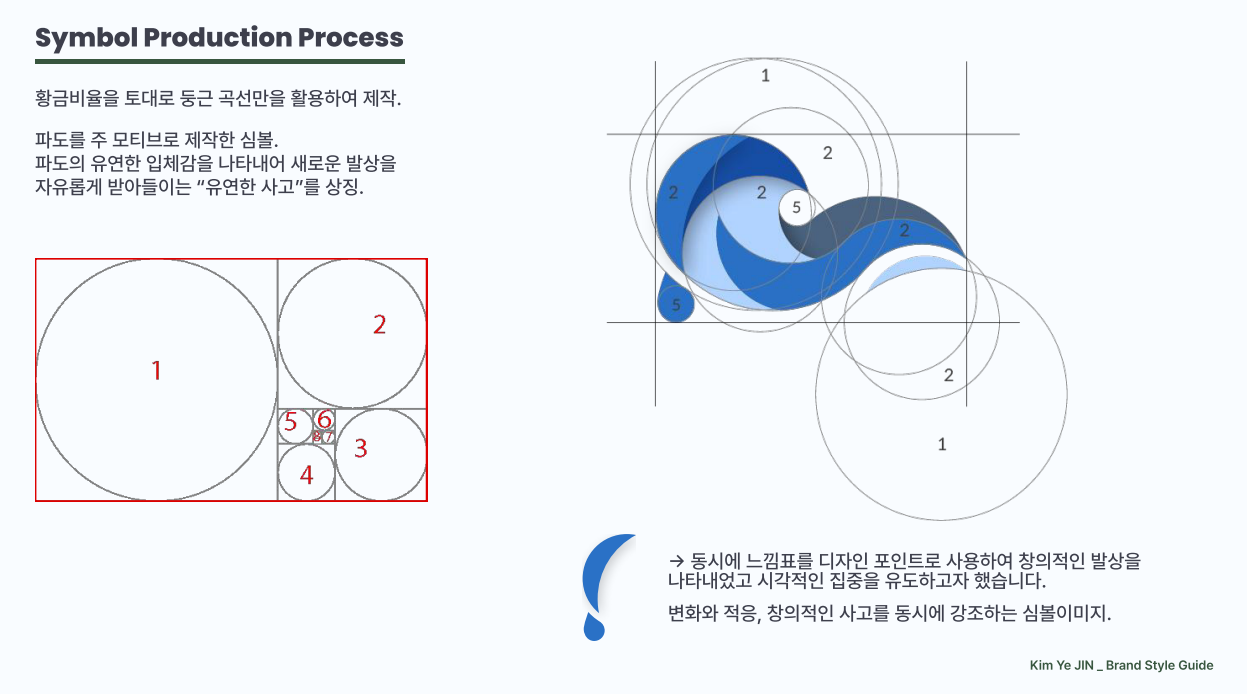 Symbol Production Process
황금비율을 토대로 둥근 곡선만을 활용하여 제작.
파도를 주 모티브로 제작한 심볼.
파도의 유연한 입체감을 나타내어 새로운 발상을
자유롭게 받아들이는 “유연한 사고”를 상징.
1
2
5
6
8
7
3
4
1
2
2
2
5
2
5
2
1
→ 동시에 느낌표를 디자인 포인트로 사용하여 창의적인 발상을
나타내었고 시각적인 집중을 유도하고자 했습니다.
변화와 적응, 창의적인 사고를 동시에 강조하는 심볼이미지.
Kim Ye JIN _ Brand Style Guide